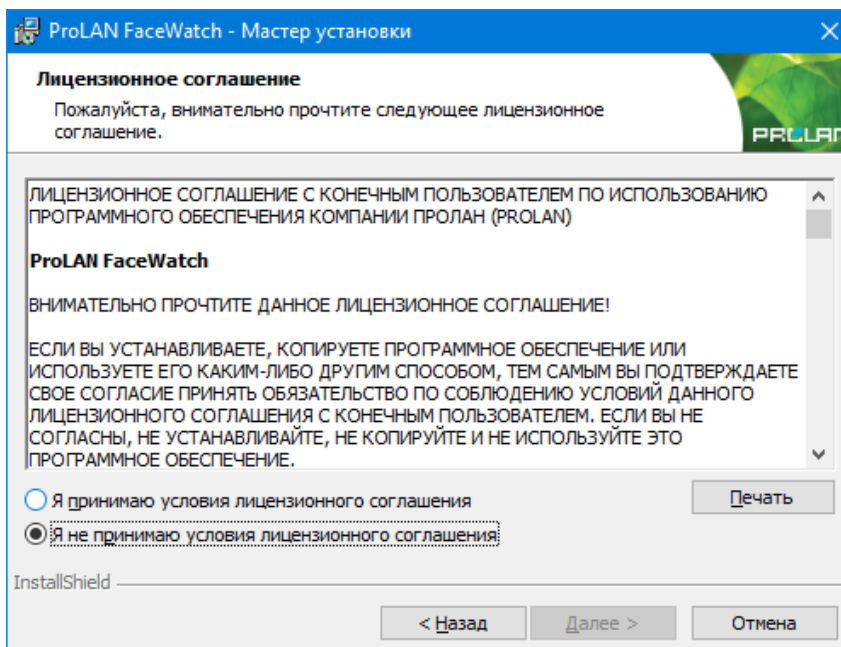 ProLAN FaceWatch - Мастер установки
Лицензионное соглашение
Пожалуйста, внимательно прочтите следующее лицензионное
соглашение.
PROLAN
ЛИЦЕНЗИОННОЕ СОГЛАШЕНИЕ С КОНЕЧНЫМ ПОЛЬЗОВАТЕЛЕМ ПО ИСПОЛЬЗОВАНИЮ
ПРОГРАММНОГО ОБЕСПЕЧЕНИЯ КОМПАНИИ ПРОЛАН (PROLAN)
ProLAN FaceWatch
ВНИМАТЕЛЬНО ПРОЧТИТЕ ДАННОЕ ЛИЦЕНЗИОННОЕ СОГЛАШЕНИЕ!
ЕСЛИ ВЫ УСТАНАВЛИВАЕТЕ, КОПИРУЕТЕ ПРОГРАММНОЕ ОБЕСПЕЧЕНИЕ ИЛИ
ИСПОЛЬЗУЕТЕ ЕГО КАКИМ-ЛИБО ДРУГИМ СПОСОБОМ, ТЕМ САМЫМ ВЫ ПОДТВЕРЖДАЕТЕ
СВОЕ СОГЛАСИЕ ПРИНЯТЬ ОБЯЗАТЕЛЬСТВО ПО СОБЛЮДЕНИЮ УСЛОВИЙ ДАННОГО
ЛИЦЕНЗИОННОГО СОГЛАШЕНИЯ С КОНЕЧНЫМ ПОЛЬЗОВАТЕЛЕМ. ЕСЛИ ВЫ НЕ
СОГЛАСНЫ, НЕ УСТАНАВЛИВАЙТЕ, НЕ КОПИРУЙТЕ И НЕ ИСПОЛЬЗУЙТЕ ЭТО
ПРОГРАММНОЕ ОБЕСПЕЧЕНИЕ.
Я принимаю условия лицензионного соглашения
Печать
Я не принимаю условия лицензионного соглашения
InstallShield
< Назад
Далее >
Отмена